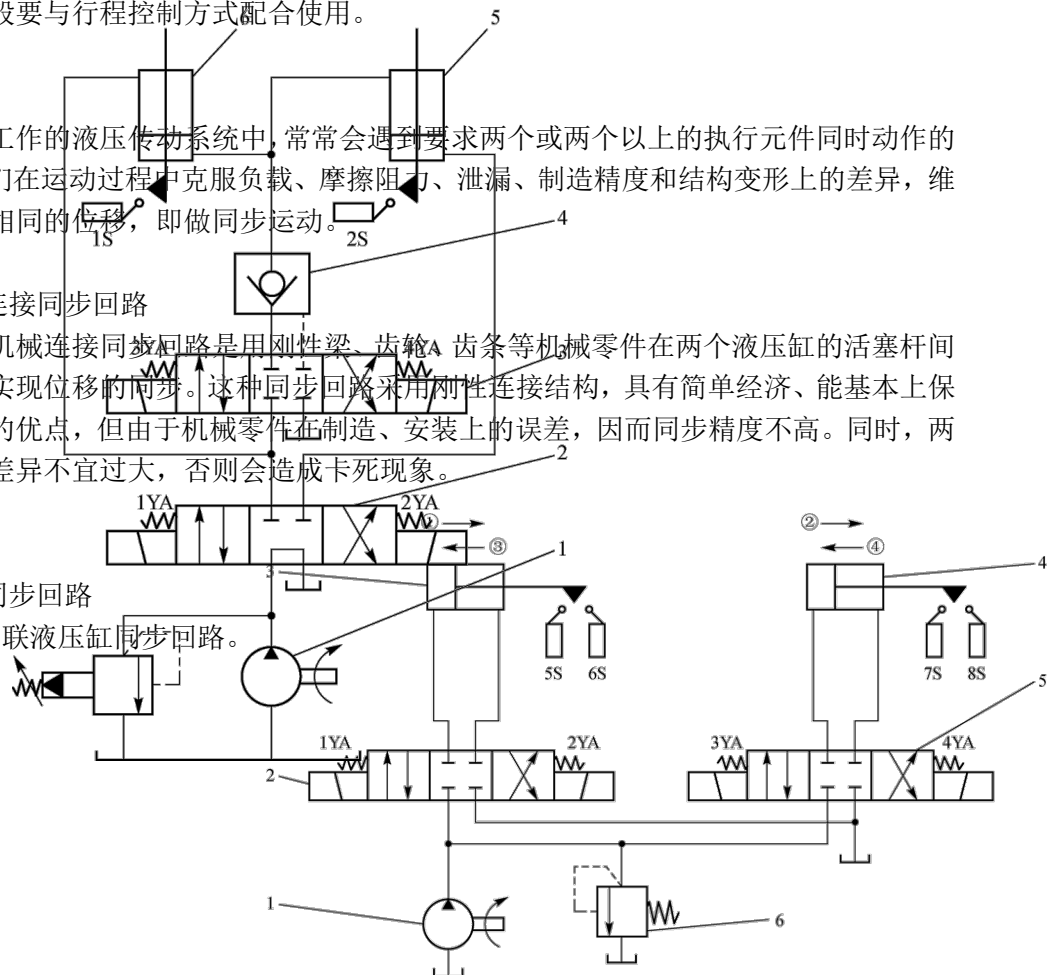 段要与行程控制方式配合使用。
6
5
工作的液压传动系统中,常常会遇到要求两个或两个以上的执行元件同时动作的
们在运动过程中克服负载、摩擦阻力、泄漏、制造精度和结构变形上的差异，维
相同的位移，即做同步运动。
1S
2S
4
连接同步回路
机械连接同步回路是用刚性梁、齿轮、齿条等机械零件在两个液压缸的活塞杆间
3YA
4YA
3
实现位移的同步。这种同步回路采用刚性连接结构，具有简单经济、能基本上保
的优点，但由于机械零件在制造、安装上的误差，因而同步精度不高。同时，两
差异不宜过大，否则会造成卡死现象。
2
1YA
2YA
①
②
③
④
1
3
4
同步回路
联液压缸同步回路。
5S
6S
7S
8S
5
1YA
2YA
3YA
4YA
2
1
6